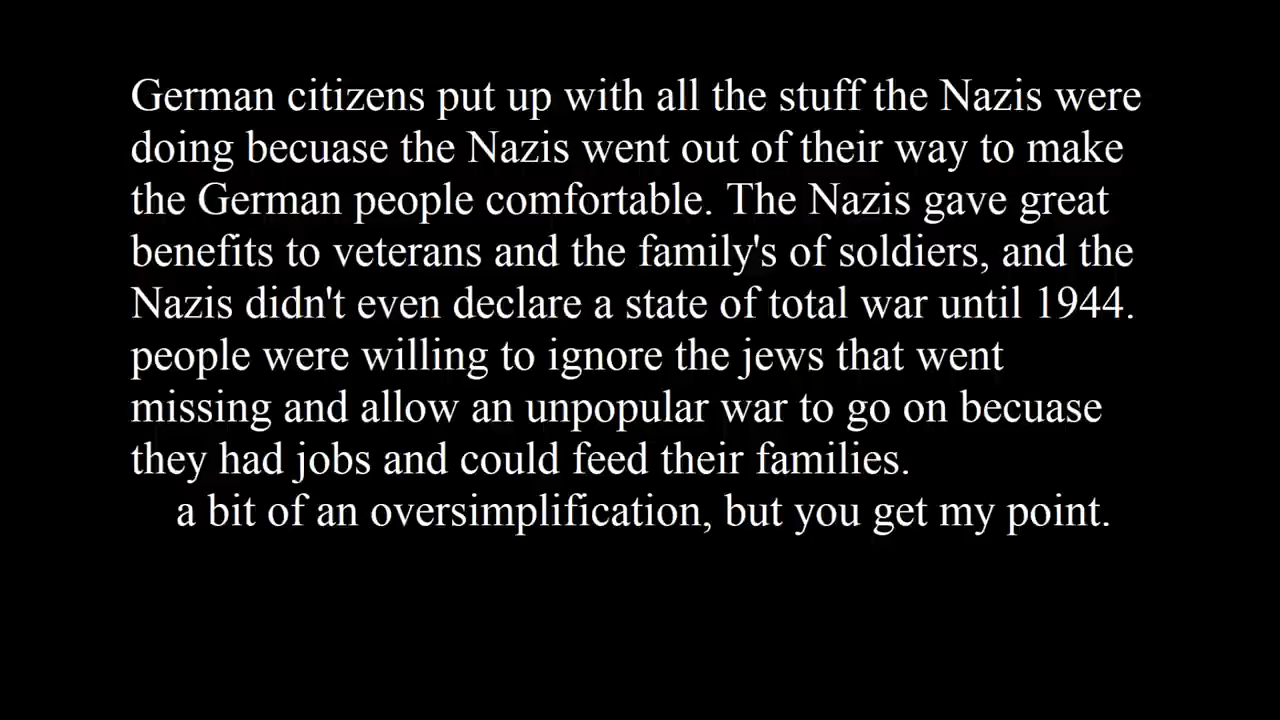 German citizens put up with all the stuff the Nazis were
doing becuase the Nazis went out of their way to make
the German people comfortable. The Nazis gave great
benefits to veterans and the family's of soldiers, and the
Nazis didn't even declare a state of total war until 1944.
people were willing to ignore the jews that went
missing and allow an unpopular war to go on becuase
they had jobs and could feed their families.
a bit of an oversimplification, but you get my point.